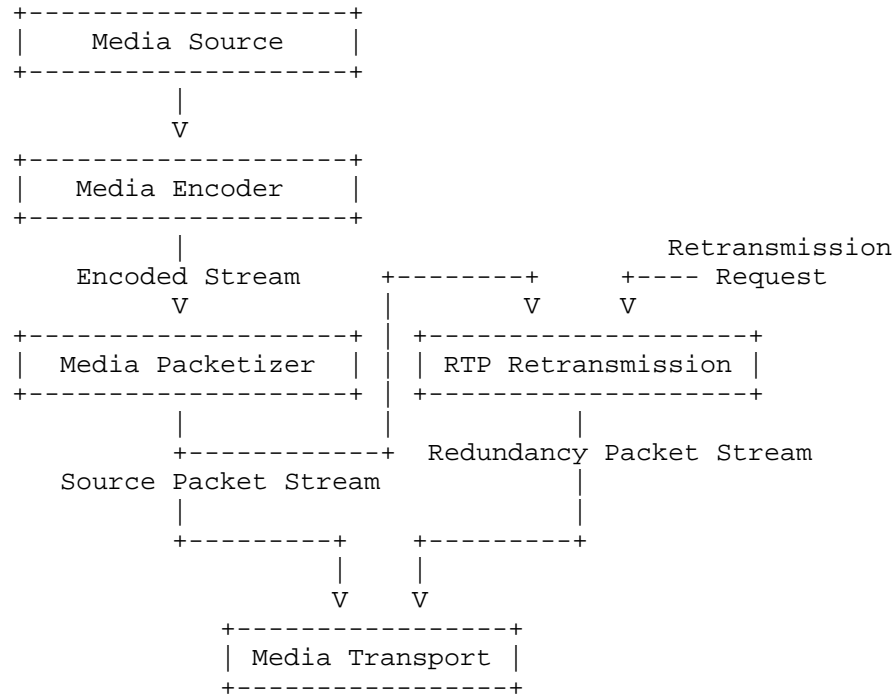 +--------------------+
|    Media Source    |
+--------------------+
          |
          V
+--------------------+
|   Media Encoder    |
+--------------------+
          |                              Retransmission
    Encoded Stream     +--------+     +---- Request
          V            |        V     V
+--------------------+ | +--------------------+
|  Media Packetizer  | | | RTP Retransmission |
+--------------------+ | +--------------------+
          |            |           |
          +------------+  Redundancy Packet Stream
   Source Packet Stream            |
          |                        |
          +---------+    +---------+
                    |    |
                    V    V
             +-----------------+
             | Media Transport |
             +-----------------+